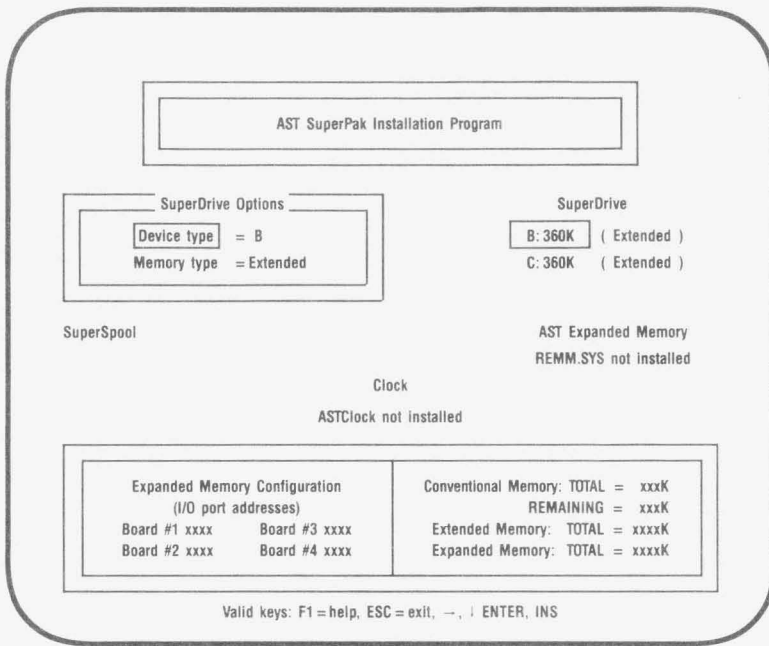 AST SuperPak Installation Program
SuperDrive Options
Device type = B
Memory type = Extended
SuperDrive
B: 360K ( Extended )
C: 360K ( Extended )
SuperSpool
AST Expanded Memory
REMM.SYS not installed
Clock
ASTClock not installed
Expanded Memory Configuration
(I/O port addresses)
Board #1 xxxx Board #3 xxxx
Board #2 xxxx Board #4 xxxx
Conventional Memory: TOTAL = xxxK
REMAINING = xxxK
Extended Memory: TOTAL = xxxxK
Expanded Memory: TOTAL = xxxxK
Valid keys: F1 = help, ESC = exit, →, ↓ ENTER, INS